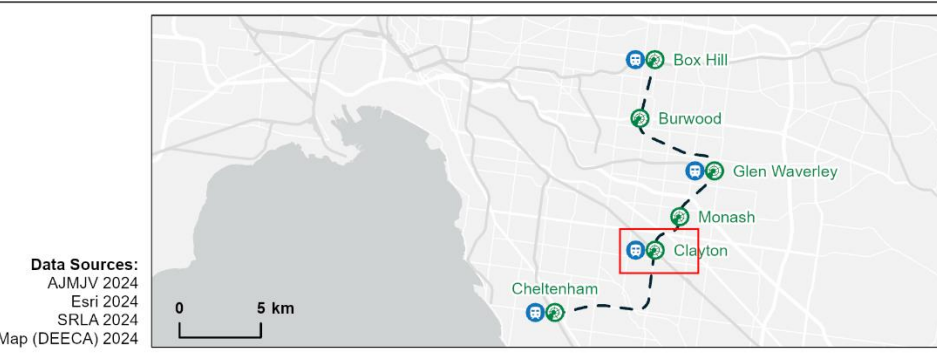 Box Hill
Burwood
Glen Waverley
Monash
Clayton
Cheltenham
0 5 km
Data Sources:
AJMJV 2024
Esri 2024
SRLA 2024
Map (DEECA) 2024